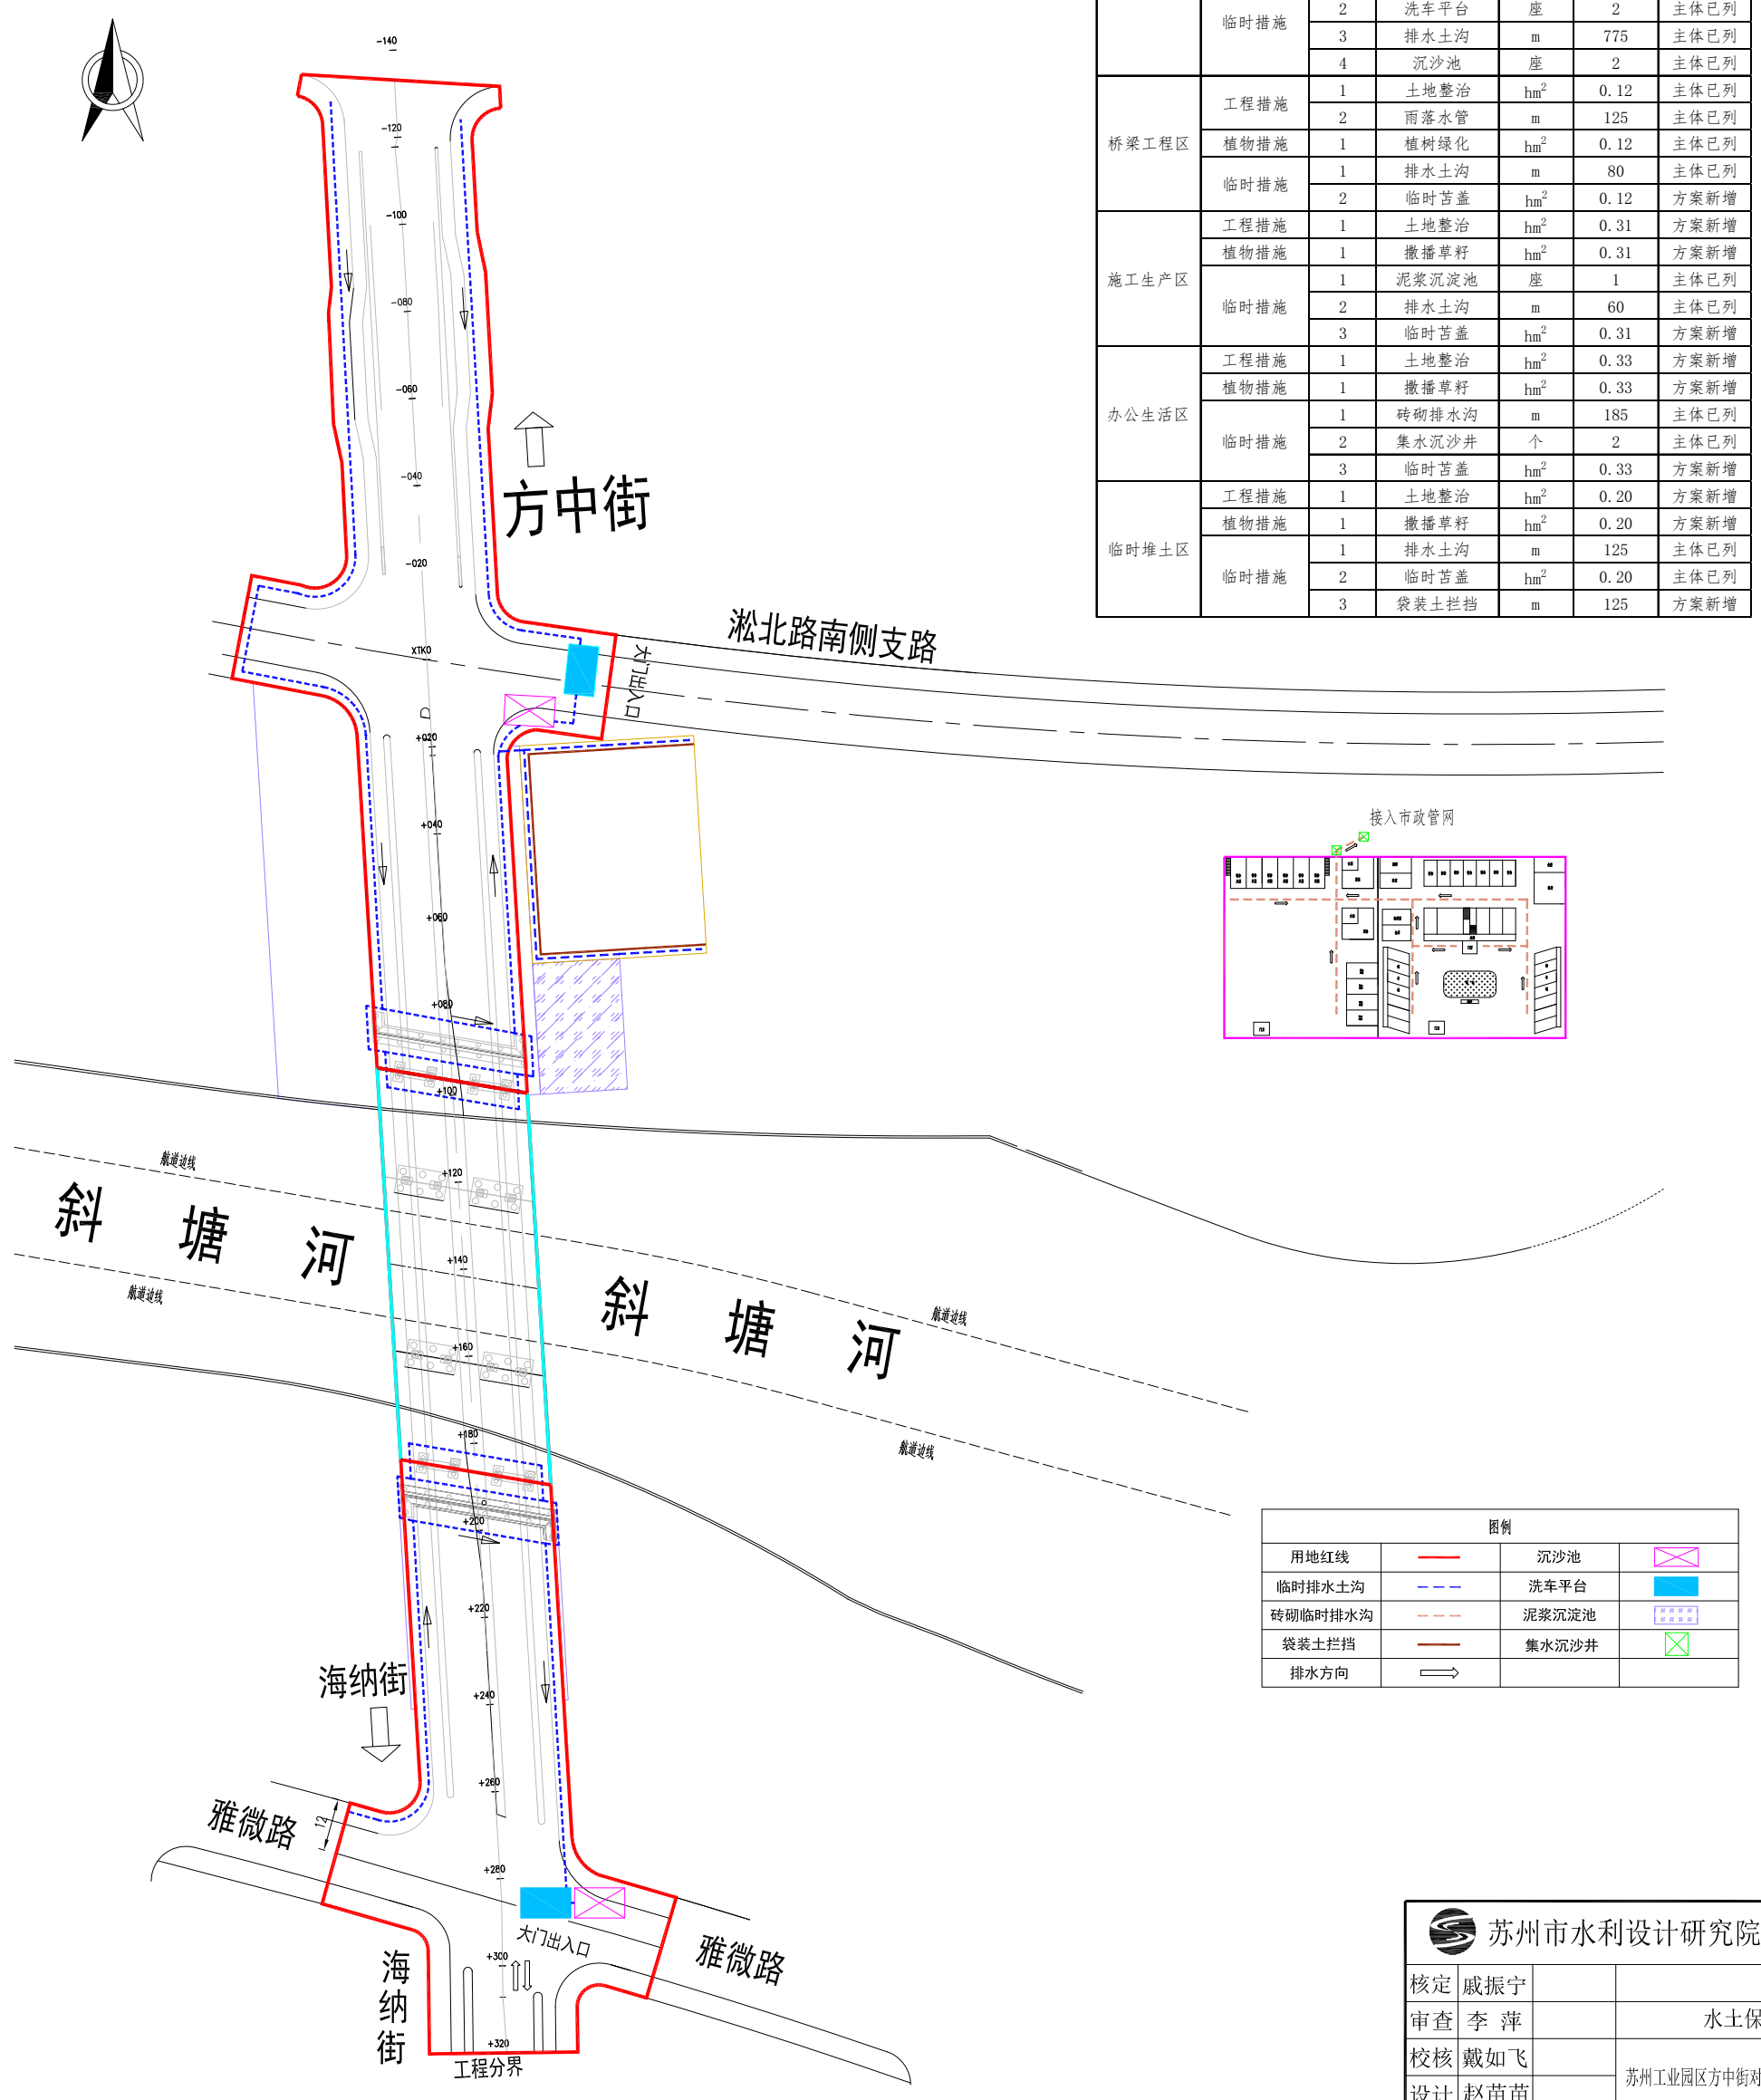 临时措施 2 洗车平台 座 2 主体已列
3 排水土沟 m 775 主体已列
4 沉沙池 座 2 主体已列
桥梁工程区 工程措施 1 土地整治 hm² 0.12 主体已列
2 雨落水管 m 125 主体已列
植物措施 1 植树绿化 hm² 0.12 主体已列
临时措施 1 排水土沟 m 80 主体已列
2 临时苫盖 hm² 0.12 方案新增
施工生产区 工程措施 1 土地整治 hm² 0.31 方案新增
植物措施 1 撒播草籽 hm² 0.31 方案新增
临时措施 1 泥浆沉淀池 座 1 主体已列
2 排水土沟 m 60 主体已列
3 临时苫盖 hm² 0.31 方案新增
办公生活区 工程措施 1 土地整治 hm² 0.33 方案新增
植物措施 1 撒播草籽 hm² 0.33 方案新增
临时措施 1 砖砌排水沟 m 185 主体已列
2 集水沉沙井 个 2 主体已列
3 临时苫盖 hm² 0.33 方案新增
临时堆土区 工程措施 1 土地整治 hm² 0.20 方案新增
植物措施 1 撒播草籽 hm² 0.20 方案新增
临时措施 1 排水土沟 m 125 主体已列
2 临时苫盖 hm² 0.20 主体已列
3 袋装土拦挡 m 125 方案新增
-140
-120
-100
-080
-060
-040
方中街
-020
XTK0
淞北路南侧支路
大门出入口
D
+020
+040
+060
+080
+100
接入市政管网
航道边线
+120
斜塘河
+140
航道边线
斜塘河
航道边线
+160
+180
航道边线
+200
+220
海纳街
+240
+260
雅微路
12
+280
大门出入口
雅微路
+300
海纳街
+320
工程分界
图例
用地红线 沉沙池
临时排水土沟 洗车平台
砖砌临时排水沟 泥浆沉淀池
袋装土拦挡 集水沉沙井
排水方向
苏州市水利设计研究院
核定 戚振宁
审查 李 萍
水土保
校核 戴如飞
苏州工业园区方中街对
设计 赵苗苗